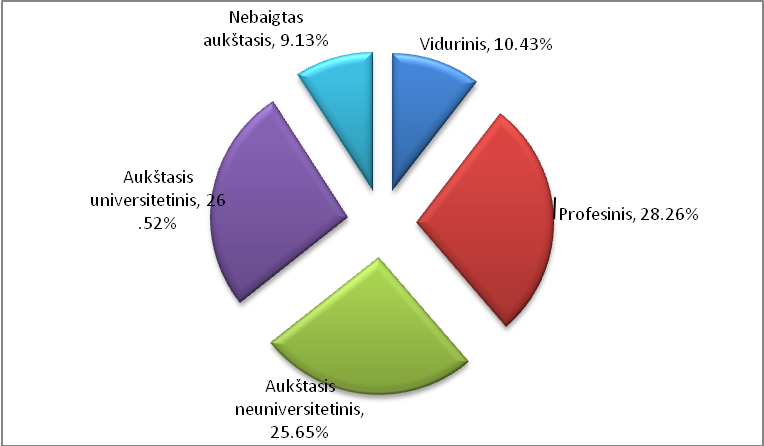 Nebaigtas
aukštasis, 9.13%
Vidurinis, 10.43%
Aukštasis
universitetinis, 26
.52%
Profesinis, 28.26%
Aukštasis
neuniversitetinis,
25.65%